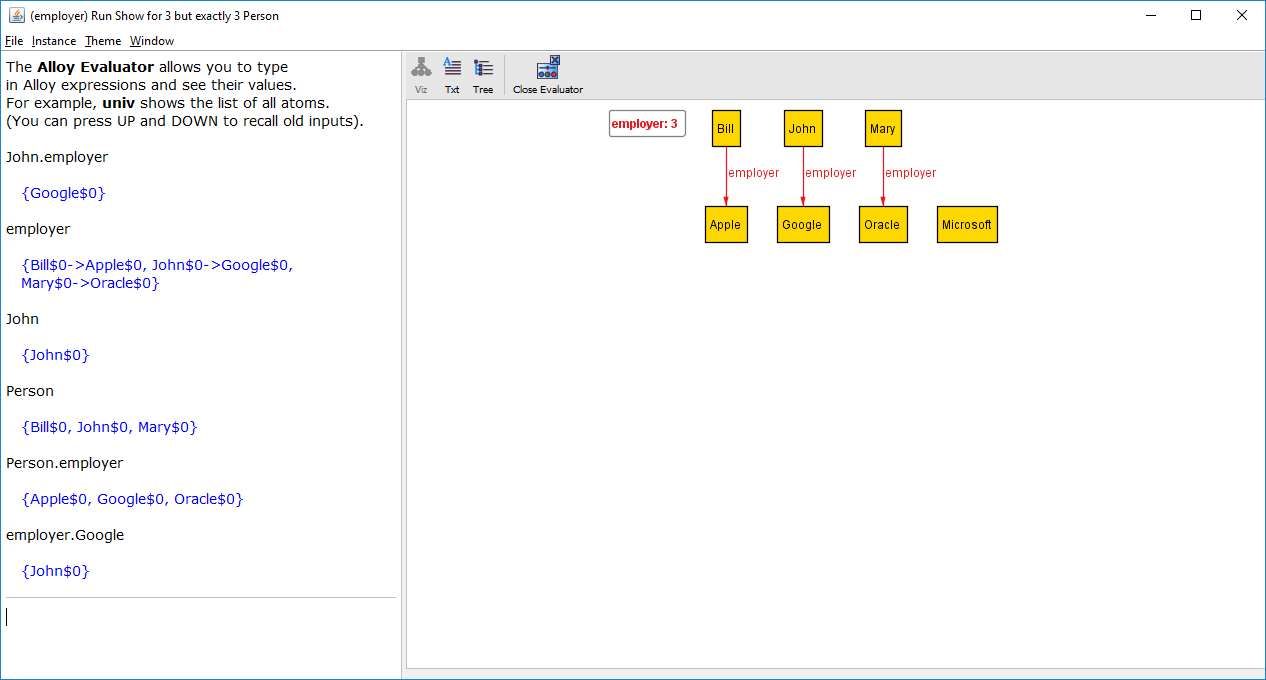 (employer) Run Show for 3 but exactly 3 Person
File Instance Theme Window
The Alloy Evaluator allows you to type
in Alloy expressions and see their values.
For example, univ shows the list of all atoms.
(You can press UP and DOWN to recall old inputs).
John.employer
{Google$0}
employer
{Bill$0->Apple$0, John$0->Google$0,
Mary$0->Oracle$0}
John
{John$0}
Person
{Bill$0, John$0, Mary$0}
Person.employer
{Apple$0, Google$0, Oracle$0}
employer.Google
{John$0}
Viz Txt Tree Close Evaluator
employer: 3 Bill John Mary
employer employer employer
Apple Google Oracle Microsoft